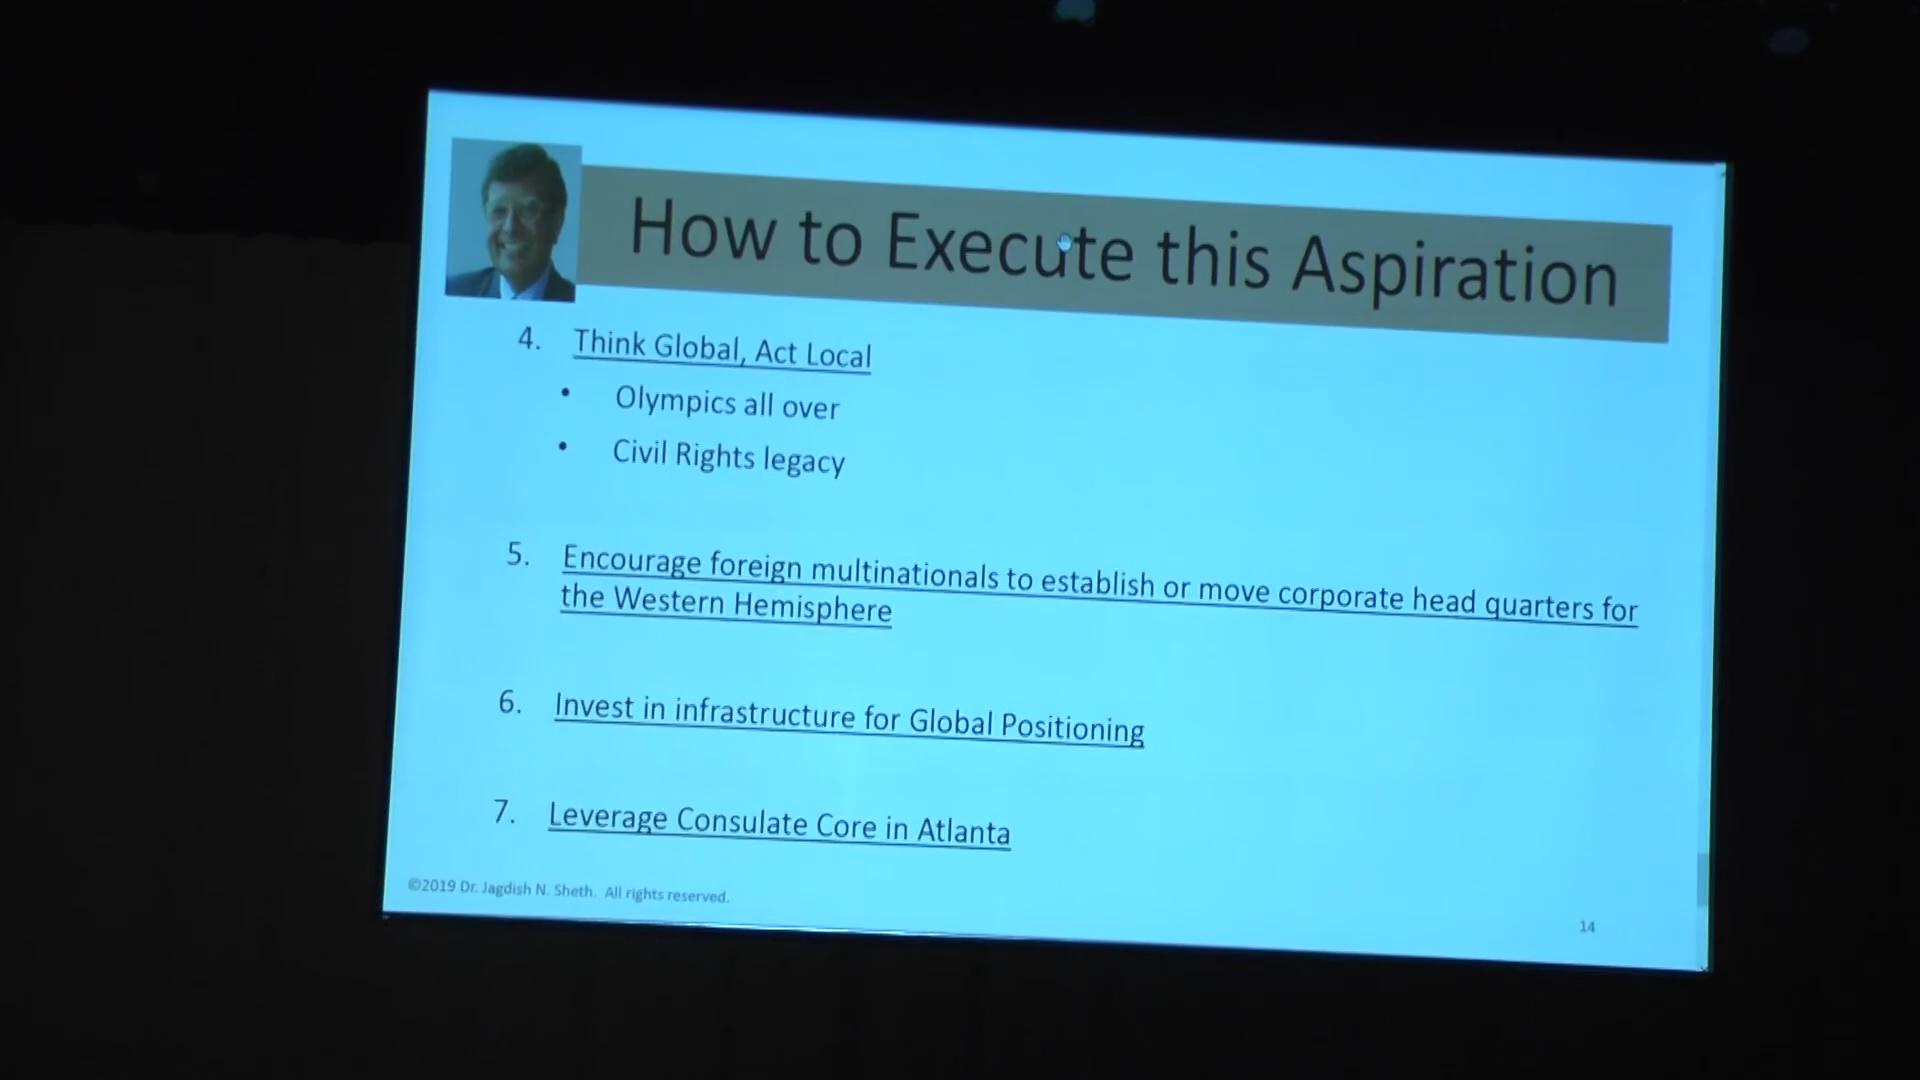 How to Execute this Aspiration
4. Think Global, Act Local
• Olympics all over
• Civil Rights legacy
5. Encourage foreign multinationals to establish or move corporate head quarters for
the Western Hemisphere
6. Invest in infrastructure for Global Positioning
7. Leverage Consulate Core in Atlanta
©2019 Dr. Jagdish N. Sheth. All rights reserved.
14